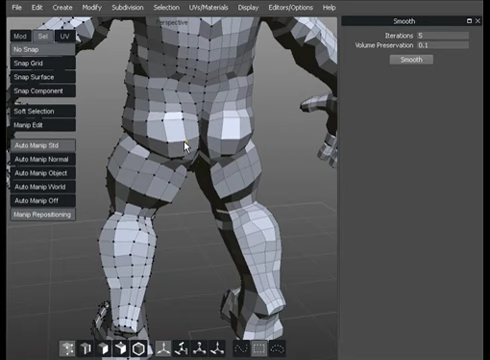 File Edit Create Modify Subdivision Selection UVs/Materials Display Editors/Options Help
Perspective
Smooth
Mod Sel UV
No Snap
Snap Grid
Snap Surface
Snap Component
Soft Selection
Manip Edit
Auto Manip Std
Auto Manip Normal
Auto Manip Object
Auto Manip World
Auto Manip Off
Manip Repositioning
Iterations 5
Volume Preservation 0.1
Smooth